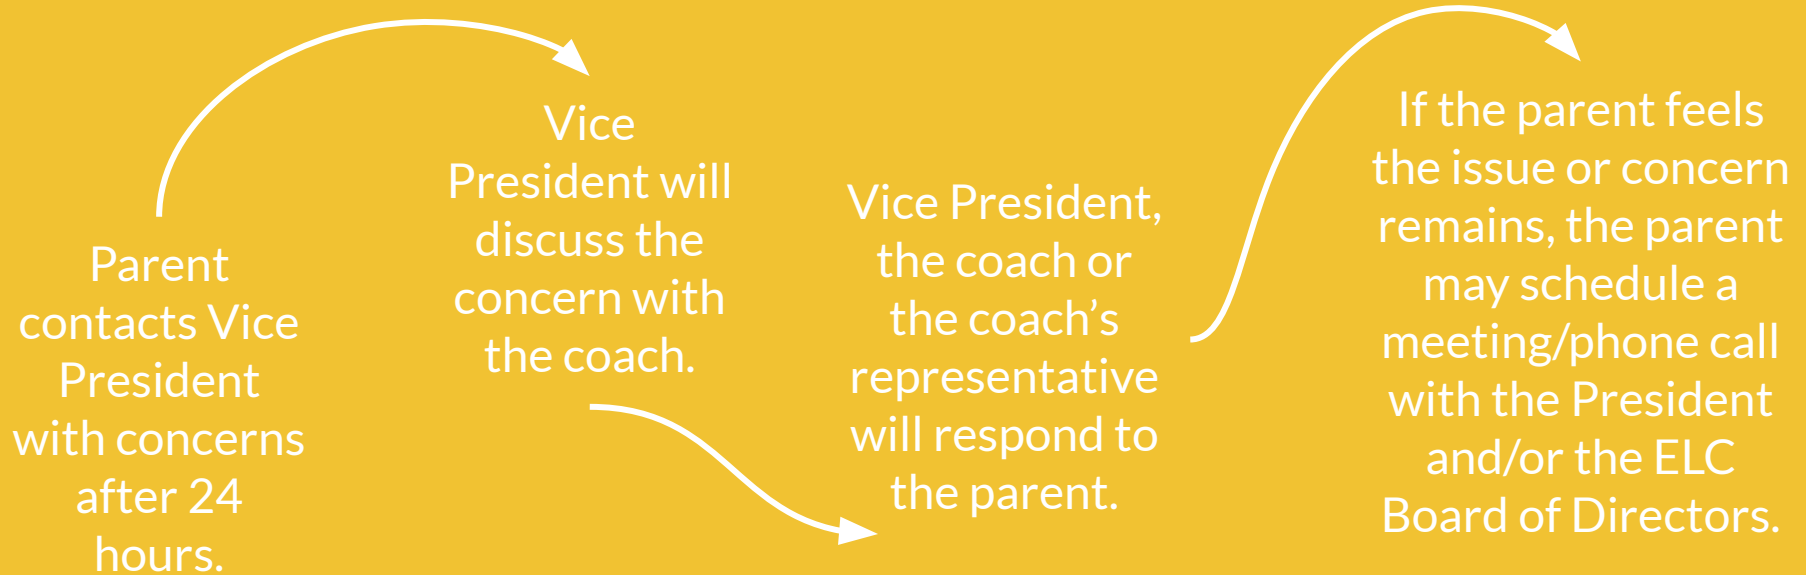 Parent
contacts Vice
President
with concerns
after 24
hours.
Vice
President will
discuss the
concern with
the coach.
Vice President,
the coach or
the coach’s
representative
will respond to
the parent.
If the parent feels
the issue or concern
remains, the parent
may schedule a
meeting/phone call
with the President
and/or the ELC
Board of Directors.